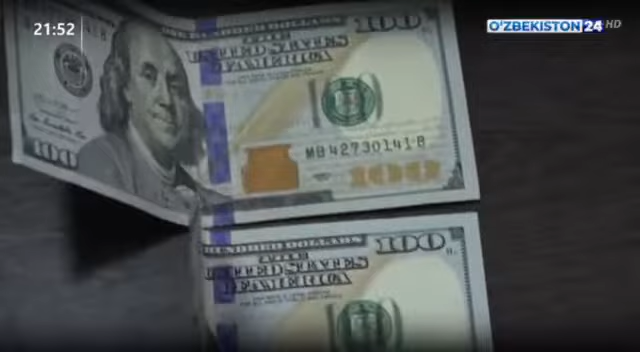 21:52
O'ZBEKISTON 24 HD
100
THE
UNITED STATES
OF AMERICA
MB 42730141 B
100
100
100
THE
UNITED STATES
OF AMERICA